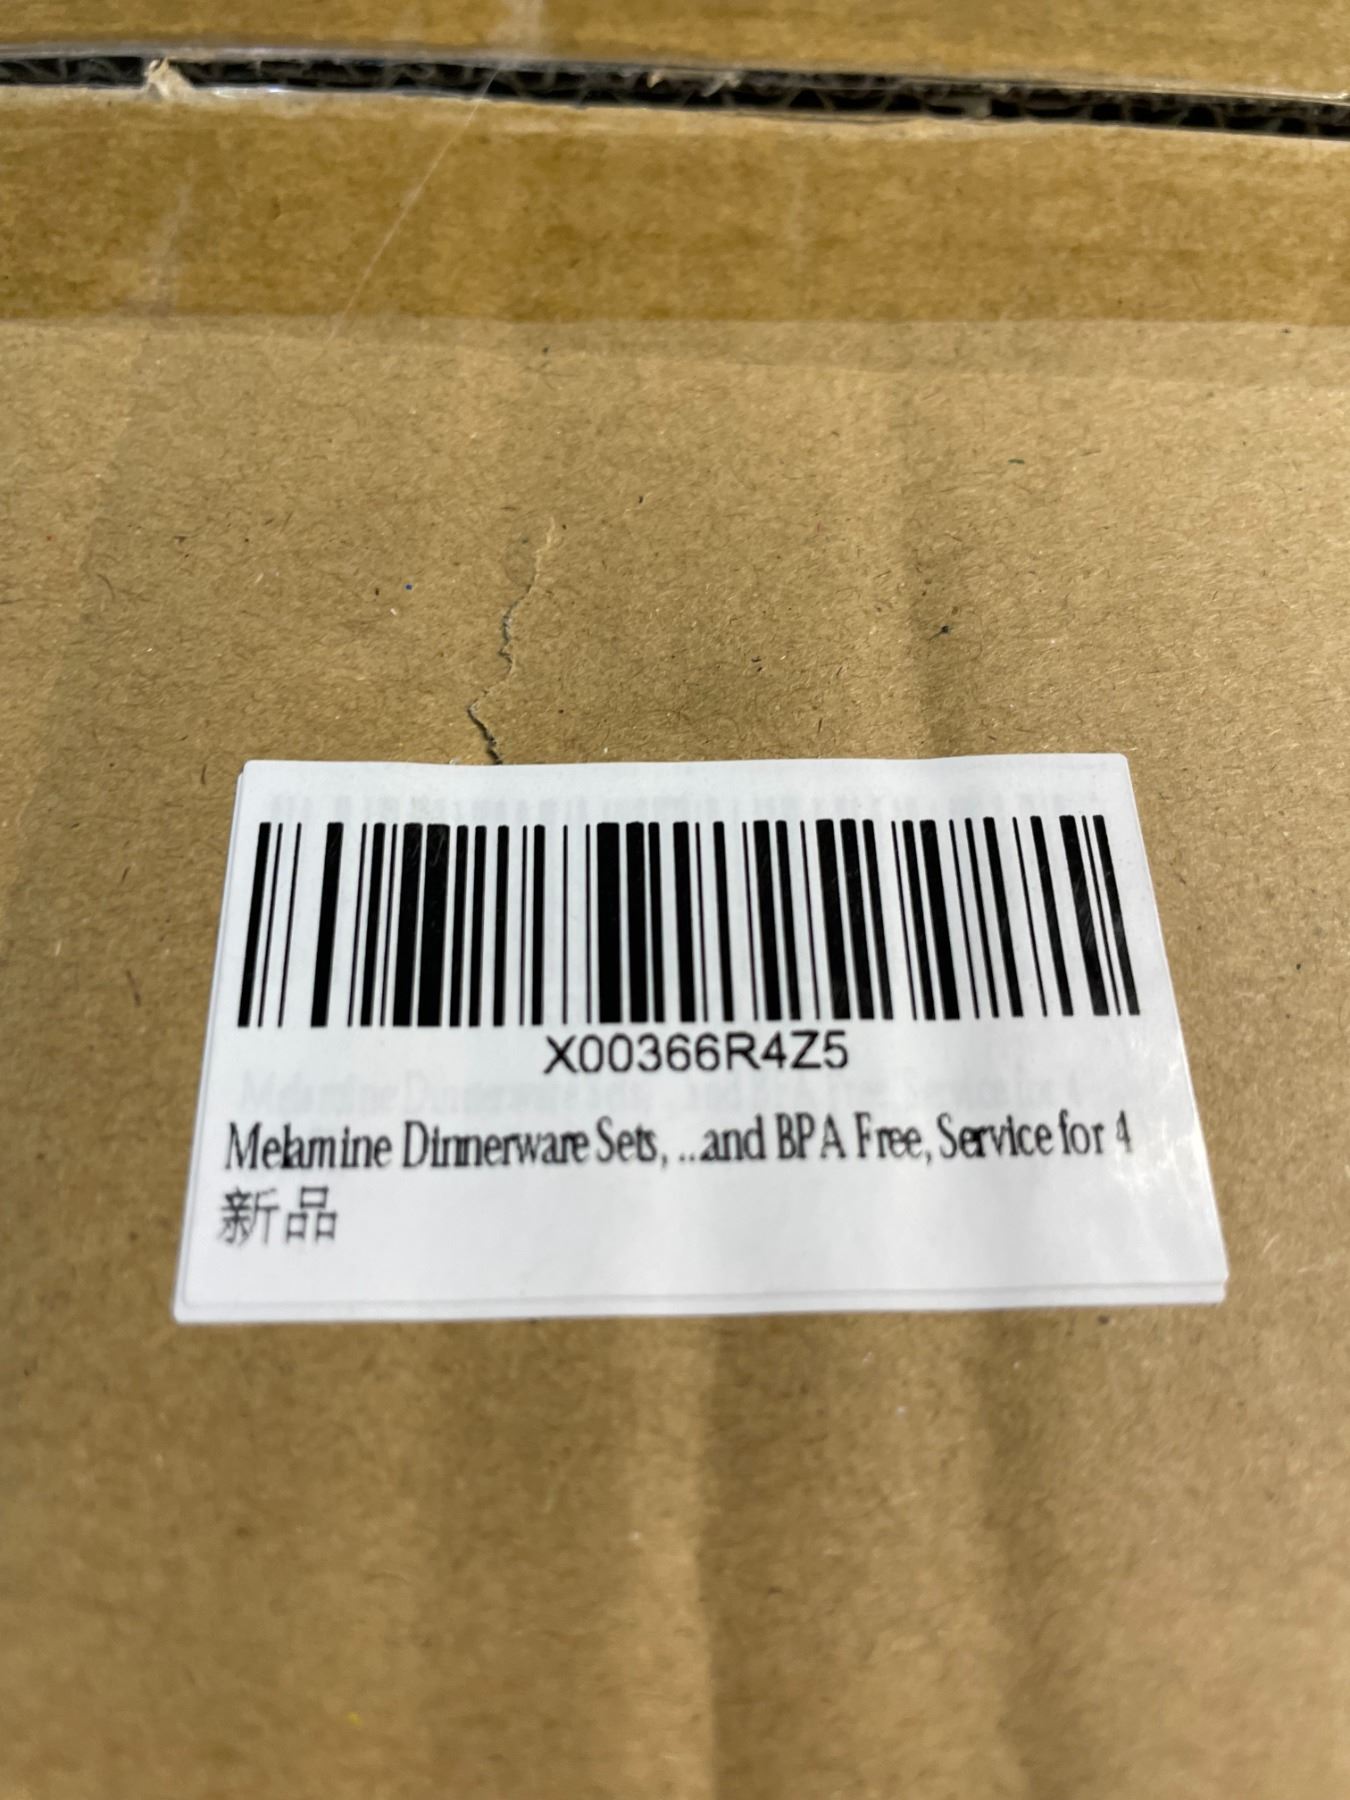 X00366R4Z5
Melamine Dinnerware Sets, ...and BPA Free, Service for 4
新品